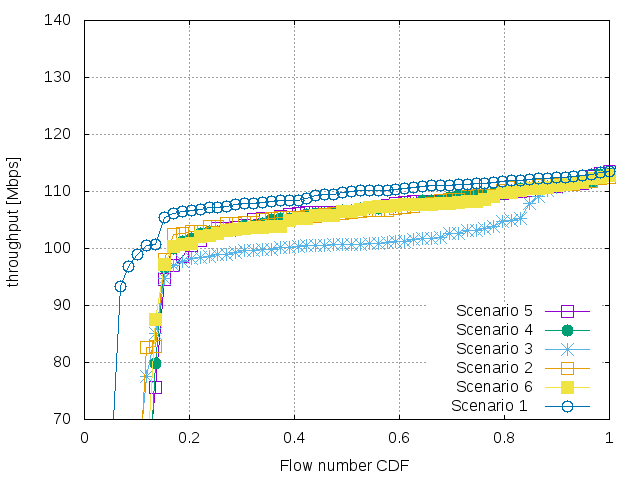 140
130
120
110
100
90
80
70
throughput [Mbps]
Scenario 5
Scenario 4
Scenario 3
Scenario 2
Scenario 6
Scenario 1
0
0.2
0.4
0.6
0.8
1
Flow number CDF